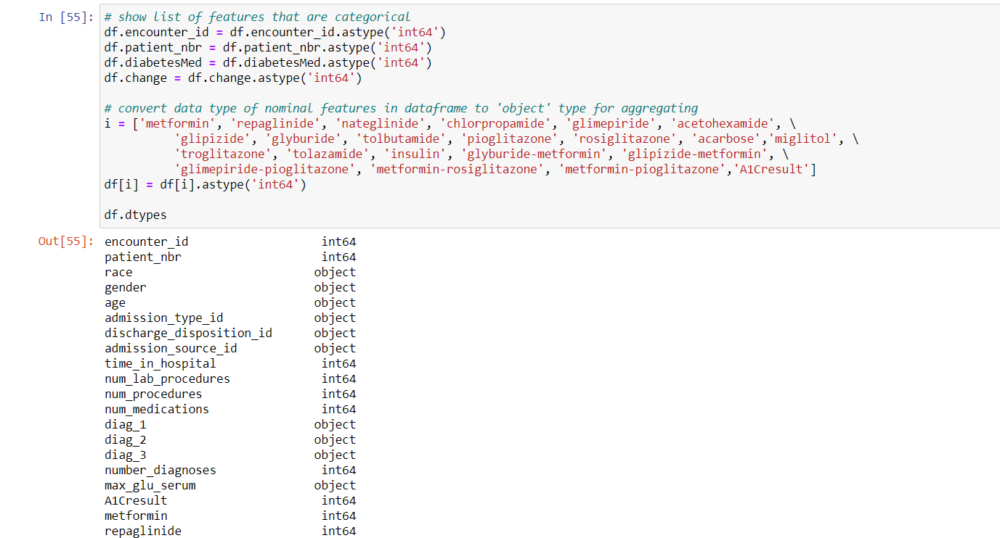 In [55]: # show list of features that are categorical
df.encounter_id = df.encounter_id.astype('int64')
df.patient_nbr = df.patient_nbr.astype('int64')
df.diabetesMed = df.diabetesMed.astype('int64')
df.change = df.change.astype('int64')
# convert data type of nominal features in dataframe to 'object' type for aggregating
i = ['metformin', 'repaglinide', 'nateglinide', 'chlorpropamide', 'glimepiride', 'acetohexamide', \
'glipizide', 'glyburide', 'tolbutamide', 'pioglitazone', 'rosiglitazone', 'acarbose','miglitol', \
'troglitazone', 'tolazamide', 'insulin', 'glyburide-metformin', 'glipizide-metformin', \
'glimepiride-pioglitazone', 'metformin-rosiglitazone', 'metformin-pioglitazone','A1Cresult']
df[i] = df[i].astype('int64')
df.dtypes
Out[55]: encounter_id int64
patient_nbr int64
race object
gender object
age object
admission_type_id object
discharge_disposition_id object
admission_source_id object
time_in_hospital int64
num_lab_procedures int64
num_procedures int64
num_medications int64
diag_1 object
diag_2 object
diag_3 object
number_diagnoses int64
max_glu_serum object
A1Cresult int64
metformin int64
repaglinide int64